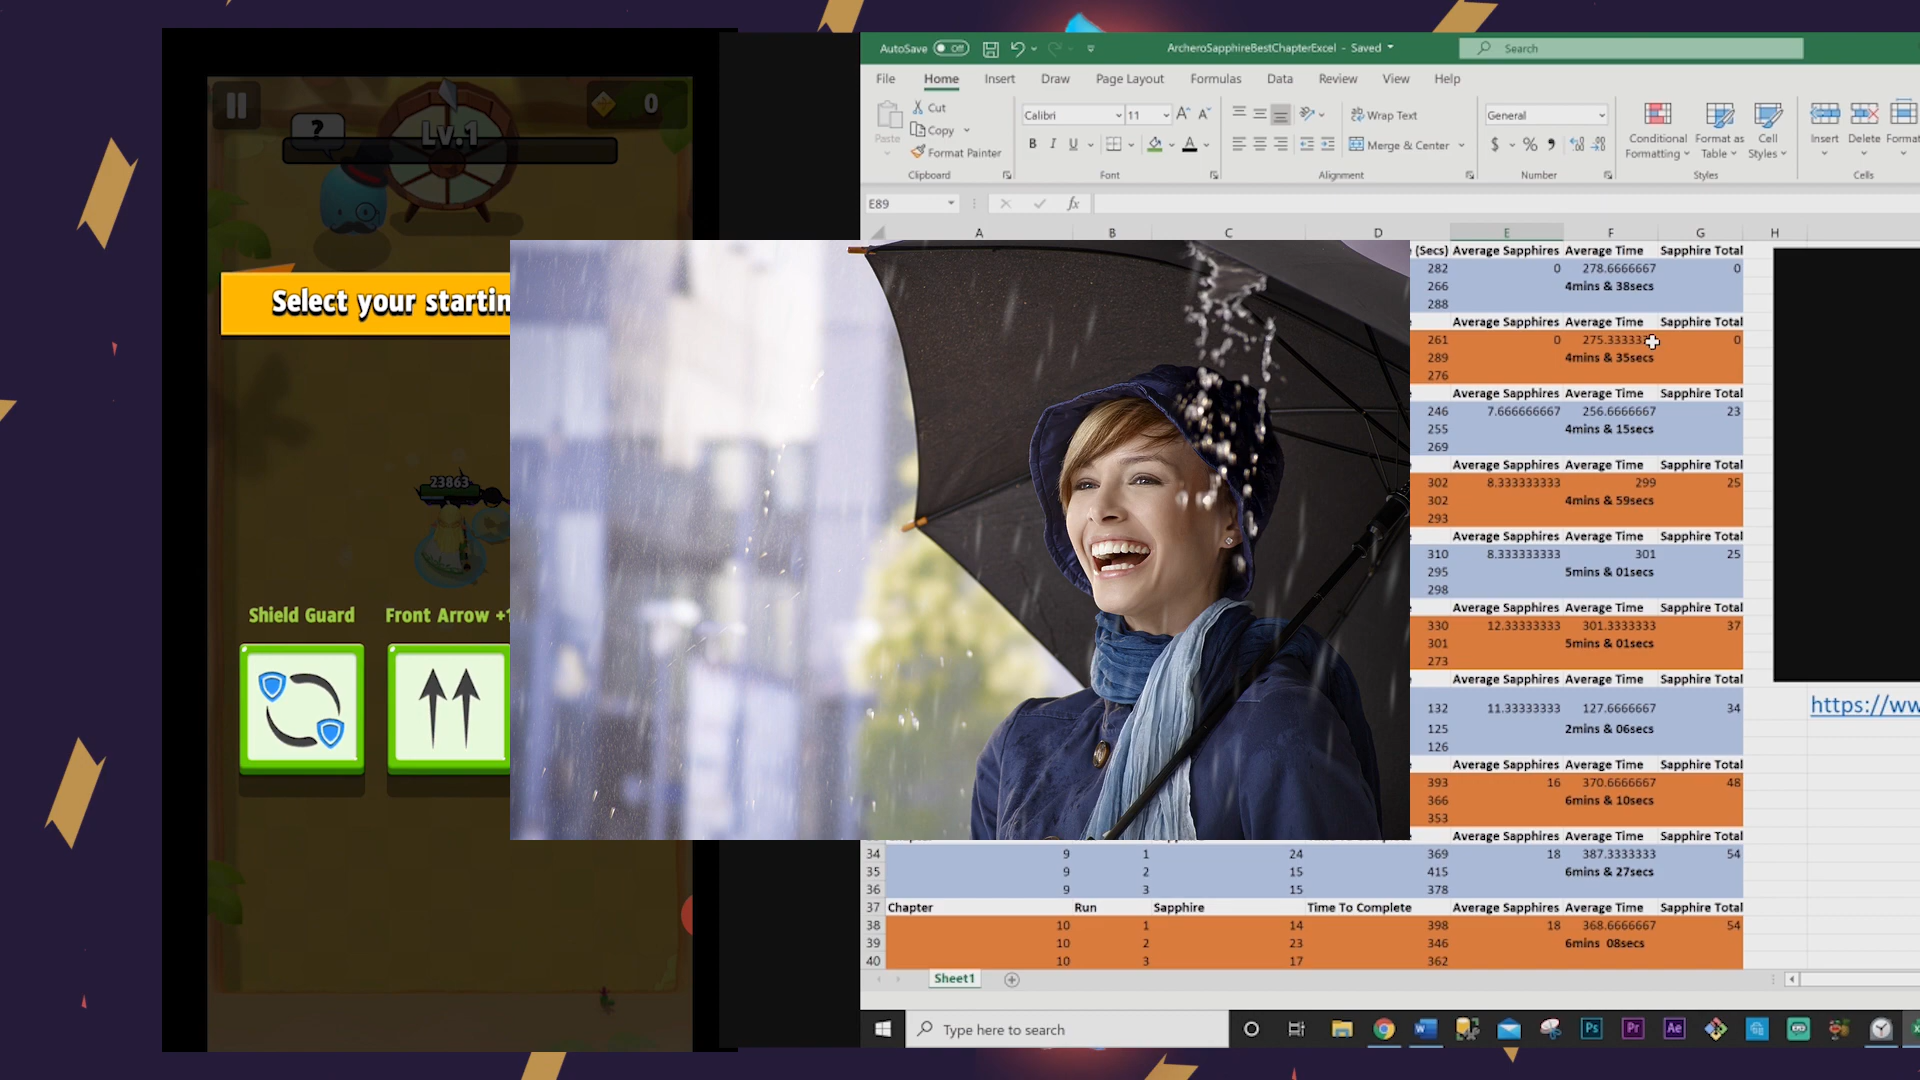 0
?
Lv.1
Select your startin
23863
Shield Guard
Front Arrow +1
AutoSave Off
ArcheroSapphireBestChapterExcel - Saved
Search
File Home Insert Draw Page Layout Formulas Data Review View Help
Paste
Cut
Copy
Format Painter
Clipboard
Calibri 11
B I U
Font
Wrap Text
Merge & Center
Alignment
General
$ %
Number
Conditional Formatting
Format as Table
Cell Styles
Styles
Insert Delete Format
Cells
E89
fx
A B C D E F G H
(Secs) Average Sapphires Average Time Sapphire Total
282 0 278.6666667 0
266 4mins & 38secs
288
Average Sapphires Average Time Sapphire Total
261 0 275.333333 0
289 4mins & 35secs
276
Average Sapphires Average Time Sapphire Total
246 7.666666667 256.6666667 23
255 4mins & 15secs
269
Average Sapphires Average Time Sapphire Total
302 8.333333333 299 25
302 4mins & 59secs
293
Average Sapphires Average Time Sapphire Total
310 8.333333333 301 25
295 5mins & 01secs
298
Average Sapphires Average Time Sapphire Total
330 12.33333333 301.3333333 37
301 5mins & 01secs
273
Average Sapphires Average Time Sapphire Total
132 11.33333333 127.6666667 34
125 2mins & 06secs
126
Average Sapphires Average Time Sapphire Total
393 16 370.6666667 48
366 6mins & 10secs
353
Average Sapphires Average Time Sapphire Total
34 9 1 24 369 18 387.3333333 54
35 9 2 15 415 6mins & 27secs
36 9 3 15 378
37 Chapter Run Sapphire Time To Complete Average Sapphires Average Time Sapphire Total
38 10 1 14 398 18 368.6666667 54
39 10 2 23 346 6mins 08secs
40 10 3 17 362
https://ww
Sheet1
Type here to search
W
Ps
Pr
Ae